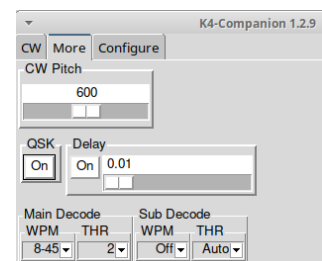 K4-Companion 1.2.9
CW More Configure
CW Pitch
600
QSK Delay
On On 0.01
Main Decode Sub Decode
WPM THR WPM THR
8-45 2 Off Auto